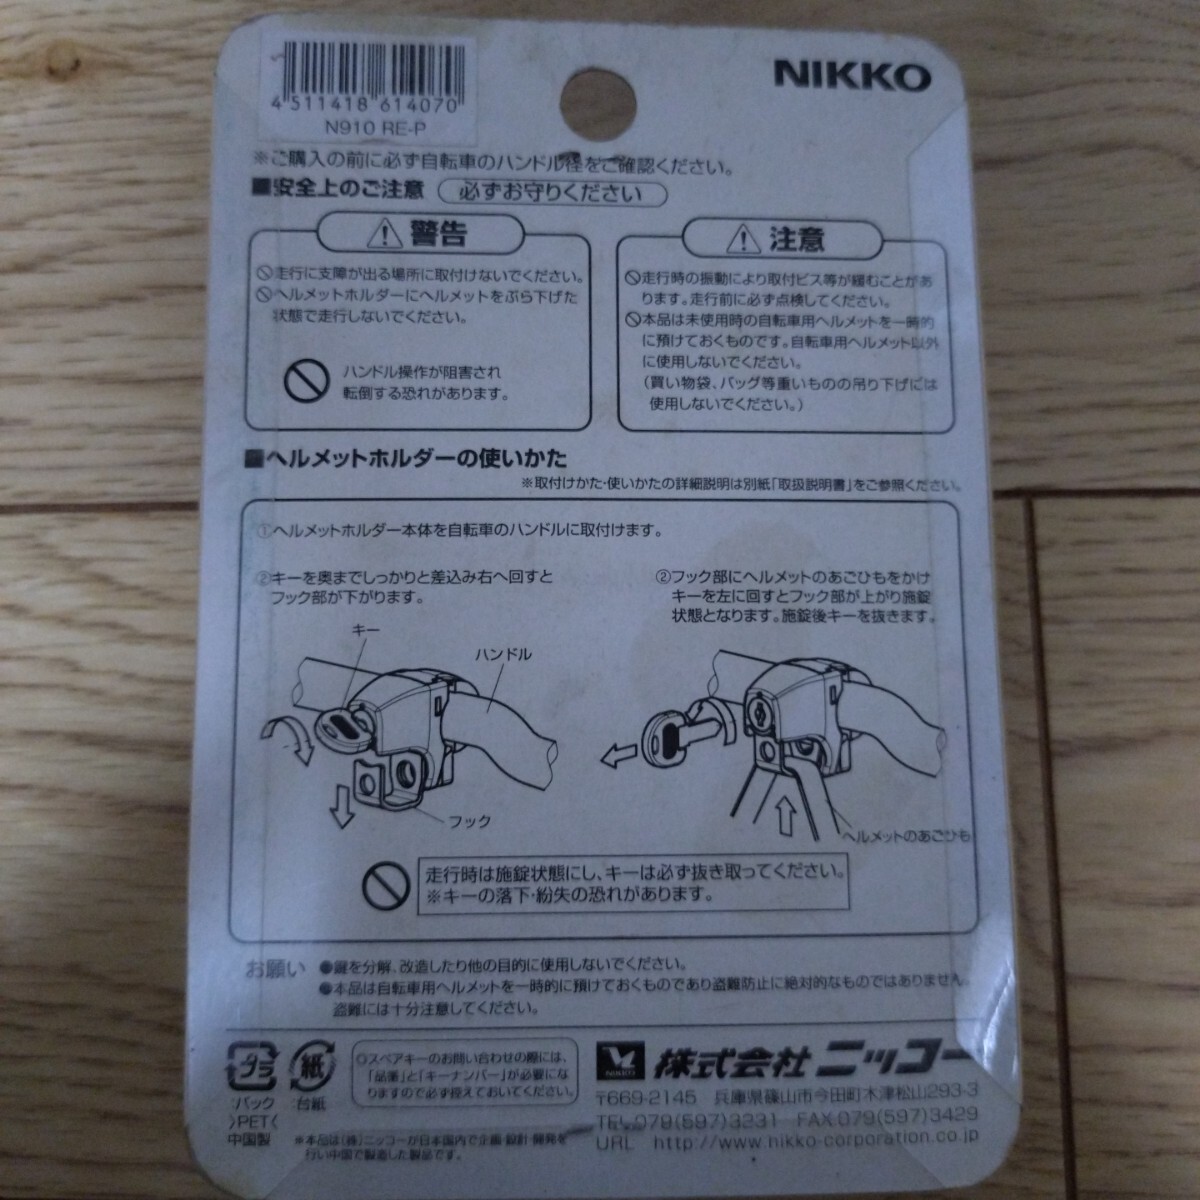 4 511418 614070
N910 RE-P
NIKKO
※ご購入の前に必ず自転車のハンドル径をご確認ください。
■安全上のご注意 必ずお守りください
警告
走行に支障が出る場所に取付けないでください。
ヘルメットホルダーにヘルメットをぶら下げた
状態で走行しないでください。
ハンドル操作が阻害され
転倒する恐れがあります。
注意
走行時の振動により取付ビス等が緩むことがあ
ります。走行前に必ず点検してください。
本品は未使用時の自転車用ヘルメットを一時的
に預けておくものです。自転車用ヘルメット以外
に使用しないでください。
(買い物袋、バッグ等重いものの吊り下げには
使用しないでください。)
■ヘルメットホルダーの使いかた
※取付けかた・使いかたの詳細説明は別紙「取扱説明書」をご参照ください。
①ヘルメットホルダー本体を自転車のハンドルに取付けます。
②キーを奥までしっかりと差込み右へ回すと
フック部が下がります。
キー
ハンドル
フック
②フック部にヘルメットのあごひもをかけ
キーを左に回すとフック部が上がり施錠
状態となります。施錠後キーを抜きます。
ヘルメットのあごひも
走行時は施錠状態にし、キーは必ず抜き取ってください。
※キーの落下・紛失の恐れがあります。
お願い ●鍵を分解、改造したり他の目的に使用しないでください。
●本品は自転車用ヘルメットを一時的に預けておくものであり盗難防止に絶対的なものではありません。
盗難には十分注意してください。
プラ
紙
:パック
:台紙
〉PET〈
中国製
◎スペアキーのお問い合わせの際には、
「品番」と「キーナンバー」が必要にな
りますので必ず控えておいてください。
※本品は(株)ニッコーが日本国内で企画・設計・開発を
行い中国で製造した製品です。
NIKKO
株式会社 ニッコー
〒669-2145 兵庫県篠山市今田町木津松山293-3
TEL.079(597)3231 FAX.079(597)3429
URL http://www.nikko-corporation.co.jp